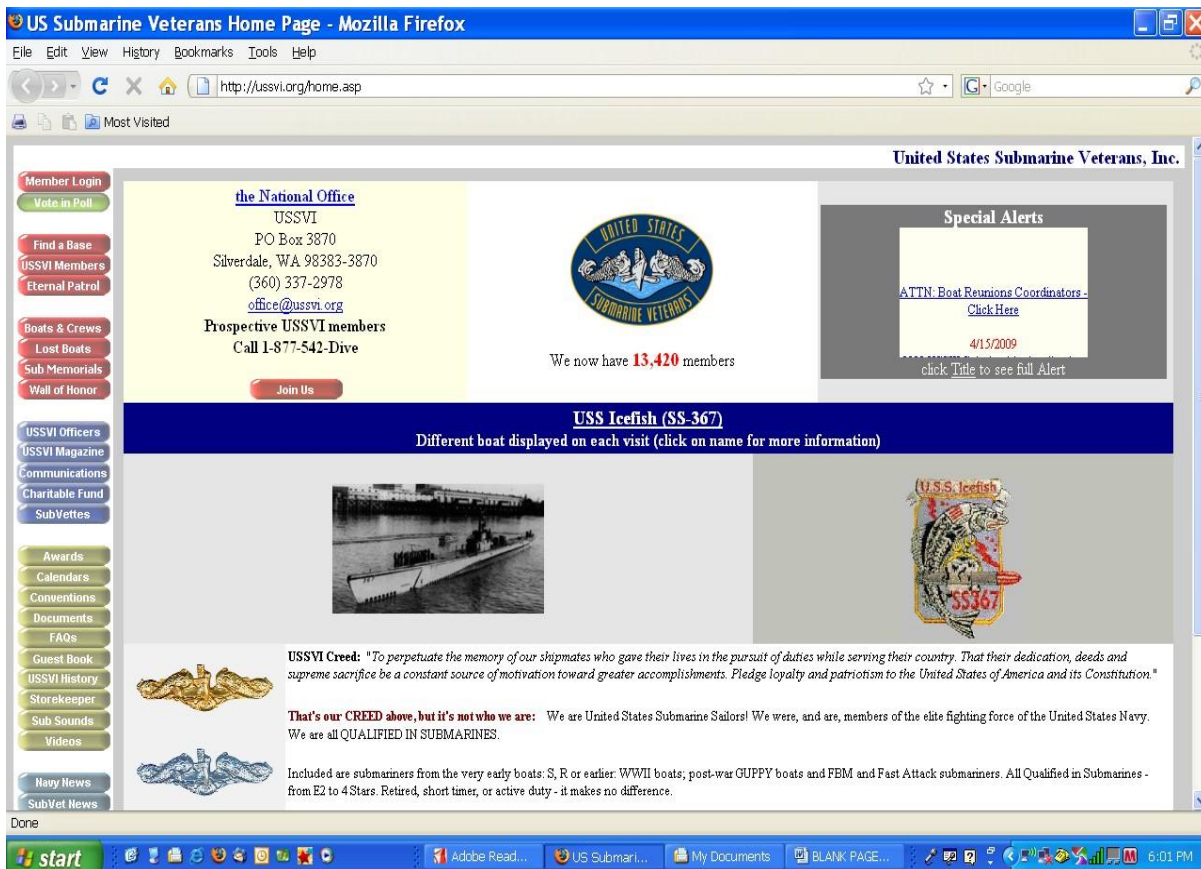 US Submarine Veterans Home Page - Mozilla Firefox
File Edit View History Bookmarks Tools Help
http://ussvi.org/home.asp
Google
Most Visited
United States Submarine Veterans, Inc.
Member Login
Vote in Poll
Find a Base
USSVI Members
Eternal Patrol
Boats & Crews
Lost Boats
Sub Memorials
Wall of Honor
USSVI Officers
USSVI Magazine
Communications
Charitable Fund
SubVettes
Awards
Calendars
Conventions
Documents
FAQs
Guest Book
USSVI History
Storekeeper
Sub Sounds
Videos
Navy News
SubVet News
the National Office
USSVI
PO Box 3870
Silverdale, WA 98383-3870
(360) 337-2978
office@ussvi.org
Prospective USSVI members
Call 1-877-542-Dive
Join Us
UNITED STATES
SUBMARINE VETERANS
We now have 13,420 members
Special Alerts
ATTN: Boat Reunions Coordinators -
Click Here
4/15/2009
click Title to see full Alert
USS Icefish (SS-367)
Different boat displayed on each visit (click on name for more information)
367
U.S.S. Icefish
SS367
USSVI Creed: "To perpetuate the memory of our shipmates who gave their lives in the pursuit of duties while serving their country. That their dedication, deeds and
supreme sacrifice be a constant source of motivation toward greater accomplishments. Pledge loyalty and patriotism to the United States of America and its Constitution."
That's our CREED above, but it's not who we are: We are United States Submarine Sailors! We were, and are, members of the elite fighting force of the United States Navy.
We are all QUALIFIED IN SUBMARINES.
Included are submariners from the very early boats: S, R or earlier: WWII boats; post-war GUPPY boats and FBM and Fast Attack submariners. All Qualified in Submarines -
from E2 to 4 Stars. Retired, short timer, or active duty - it makes no difference.
Done
start
Adobe Read...
US Submari...
My Documents
BLANK PAGE...
6:01 PM